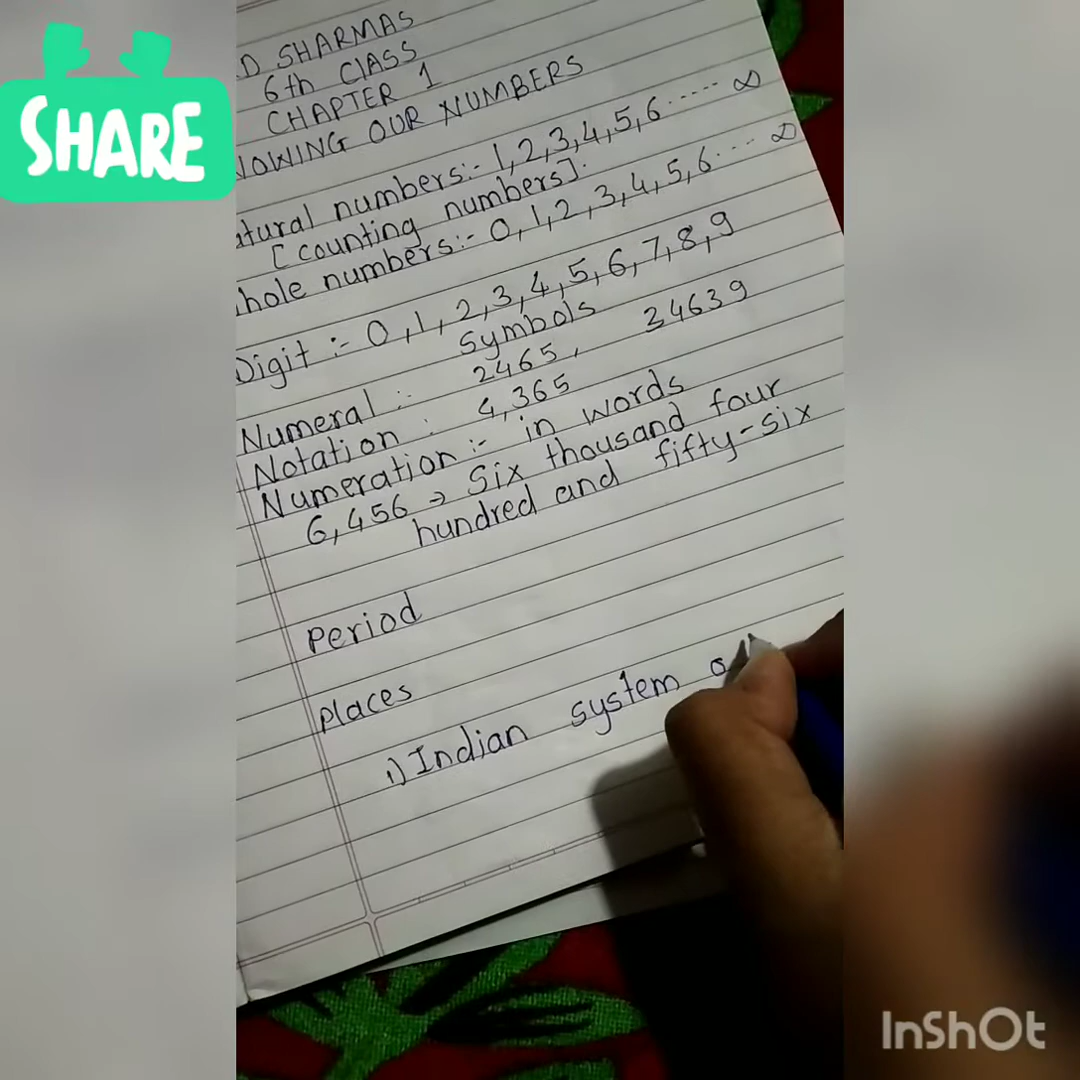 SHARE
D SHARMAS
6th ClASS
CHAPTER 1
NOWING OUR NUMBERS
atural numbers:- 1,2,3,4,5,6 ..... ∞
[counting numbers].
hole numbers:- 0,1,2,3,4,5,6 .... ∞
Digit :- 0,1,2,3,4,5,6,7,8,9
Symbols
Numeral :- 2465, 34639
Notation : 4,365
Numeration :- in words
6,456 → Six thousand four
hundred and fifty-six
Period
places
1) Indian system o
InShOt